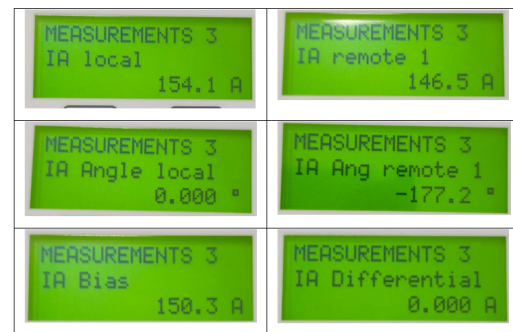 MEASUREMENTS 3
IA local
154.1 A
MEASUREMENTS 3
IA remote 1
146.5 A
MEASUREMENTS 3
IA Angle local
0.000 °
MEASUREMENTS 3
IA Ang remote 1
-177.2 °
MEASUREMENTS 3
IA Bias
150.3 A
MEASUREMENTS 3
IA Differential
0.000 A